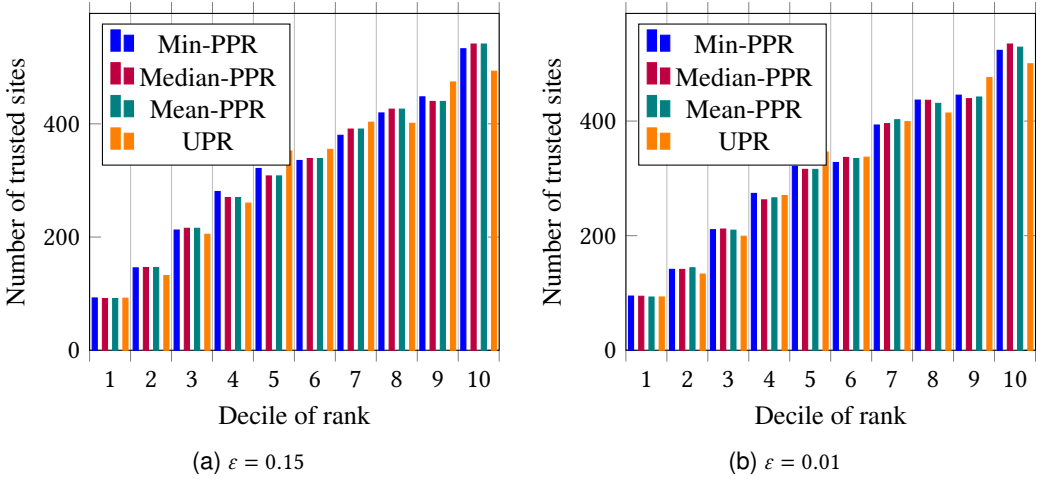 Number of trusted sites
400
200
0
Min-PPR
Median-PPR
Mean-PPR
UPR
1 2 3 4 5 6 7 8 9 10
Decile of rank
(a) ε = 0.15
Number of trusted sites
400
200
0
Min-PPR
Median-PPR
Mean-PPR
UPR
1 2 3 4 5 6 7 8 9 10
Decile of rank
(b) ε = 0.01